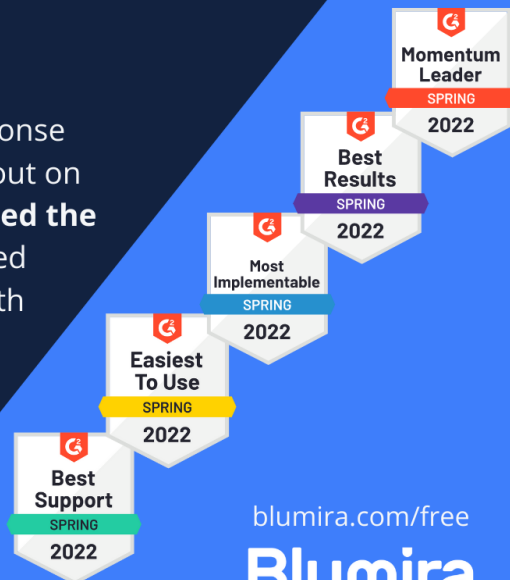 onse
out on
ed the
ed
th
Momentum
Leader
SPRING
2022
Best
Results
SPRING
2022
Most
Implementable
SPRING
2022
Easiest
To Use
SPRING
2022
Best
Support
SPRING
2022
blumira.com/free
Blumira